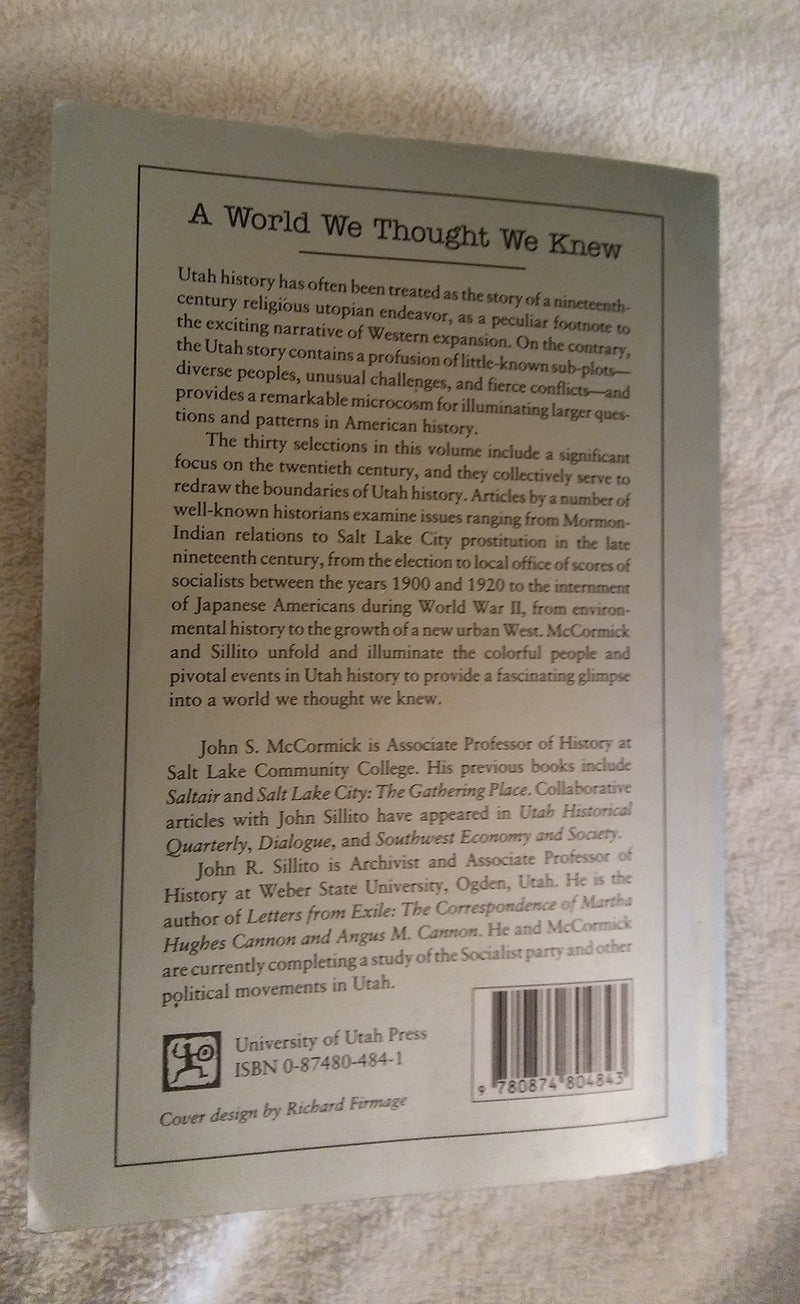 A World We Thought We Knew
Utah history has often been treated as the story of a nineteenth-
century religious utopian endeavor, as a peculiar footnote to
the exciting narrative of Western expansion. On the contrary,
the Utah story contains a profusion of little-known sub-plots—
diverse peoples, unusual challenges, and fierce conflicts—and
provides a remarkable microcosm for illuminating larger ques-
tions and patterns in American history.
The thirty selections in this volume include a significant
focus on the twentieth century, and they collectively serve to
redraw the boundaries of Utah history. Articles by a number of
well-known historians examine issues ranging from Mormon-
Indian relations to Salt Lake City prostitution in the late
nineteenth century, from the election to local office of scores of
socialists between the years 1900 and 1920 to the internment
of Japanese Americans during World War II, from environ-
mental history to the growth of a new urban West. McCormick
and Sillito unfold and illuminate the colorful people and
pivotal events in Utah history to provide a fascinating glimpse
into a world we thought we knew.
John S. McCormick is Associate Professor of History at
Salt Lake Community College. His previous books include
Saltair and Salt Lake City: The Gathering Place. Collaborative
articles with John Sillito have appeared in Utah Historical
Quarterly, Dialogue, and Southwest Economy and Society.
John R. Sillito is Archivist and Associate Professor of
History at Weber State University, Ogden, Utah. He is the
author of Letters from Exile: The Correspondence of Martha
Hughes Cannon and Angus M. Cannon. He and McCormick
are currently completing a study of the Socialist party and other
political movements in Utah.
University of Utah Press
ISBN 0-87480-484-1
9 780874 804843
Cover design by Richard Firmage